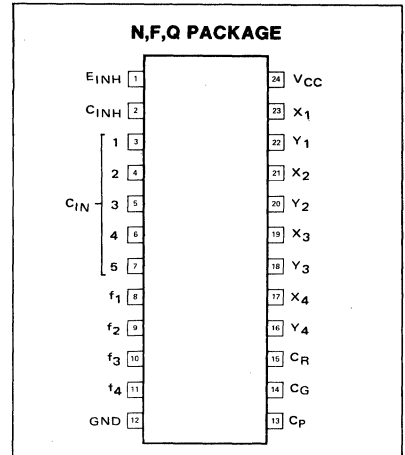 N,F,Q PACKAGE
EINH 1
CINH 2
1 3
2 4
CIN 3 5
4 6
5 7
f1 8
f2 9
f3 10
f4 11
GND 12
24 VCC
23 X1
22 Y1
21 X2
20 Y2
19 X3
18 Y3
17 X4
16 Y4
15 CR
14 CG
13 CP